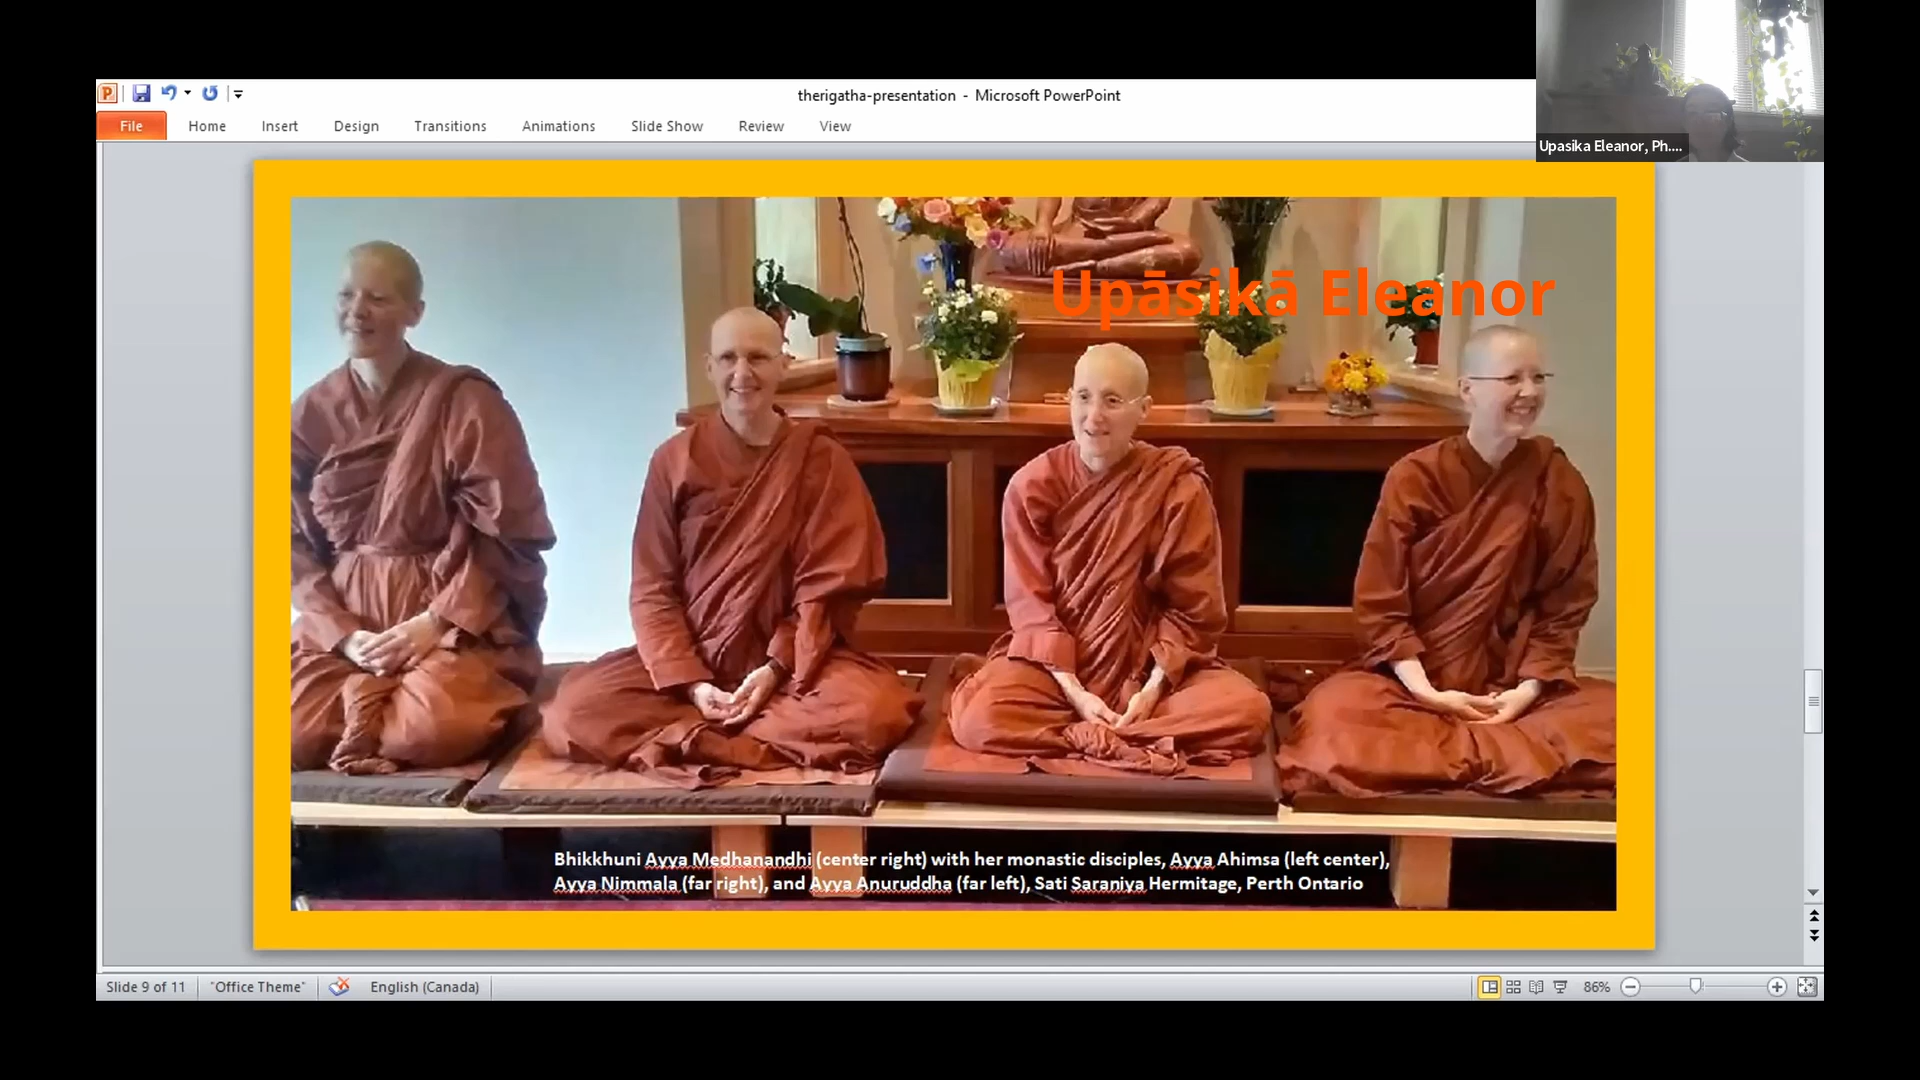 therigatha-presentation - Microsoft PowerPoint
File Home Insert Design Transitions Animations Slide Show Review View
Upasika Eleanor, Ph....
Upāsikā Eleanor
Bhikkhuni Ayya Medhanandhi (center right) with her monastic disciples, Ayya Ahimsa (left center),
Ayya Nimmala (far right), and Ayya Anuruddha (far left), Sati Saraniya Hermitage, Perth Ontario
Slide 9 of 11 "Office Theme" English (Canada) 86%